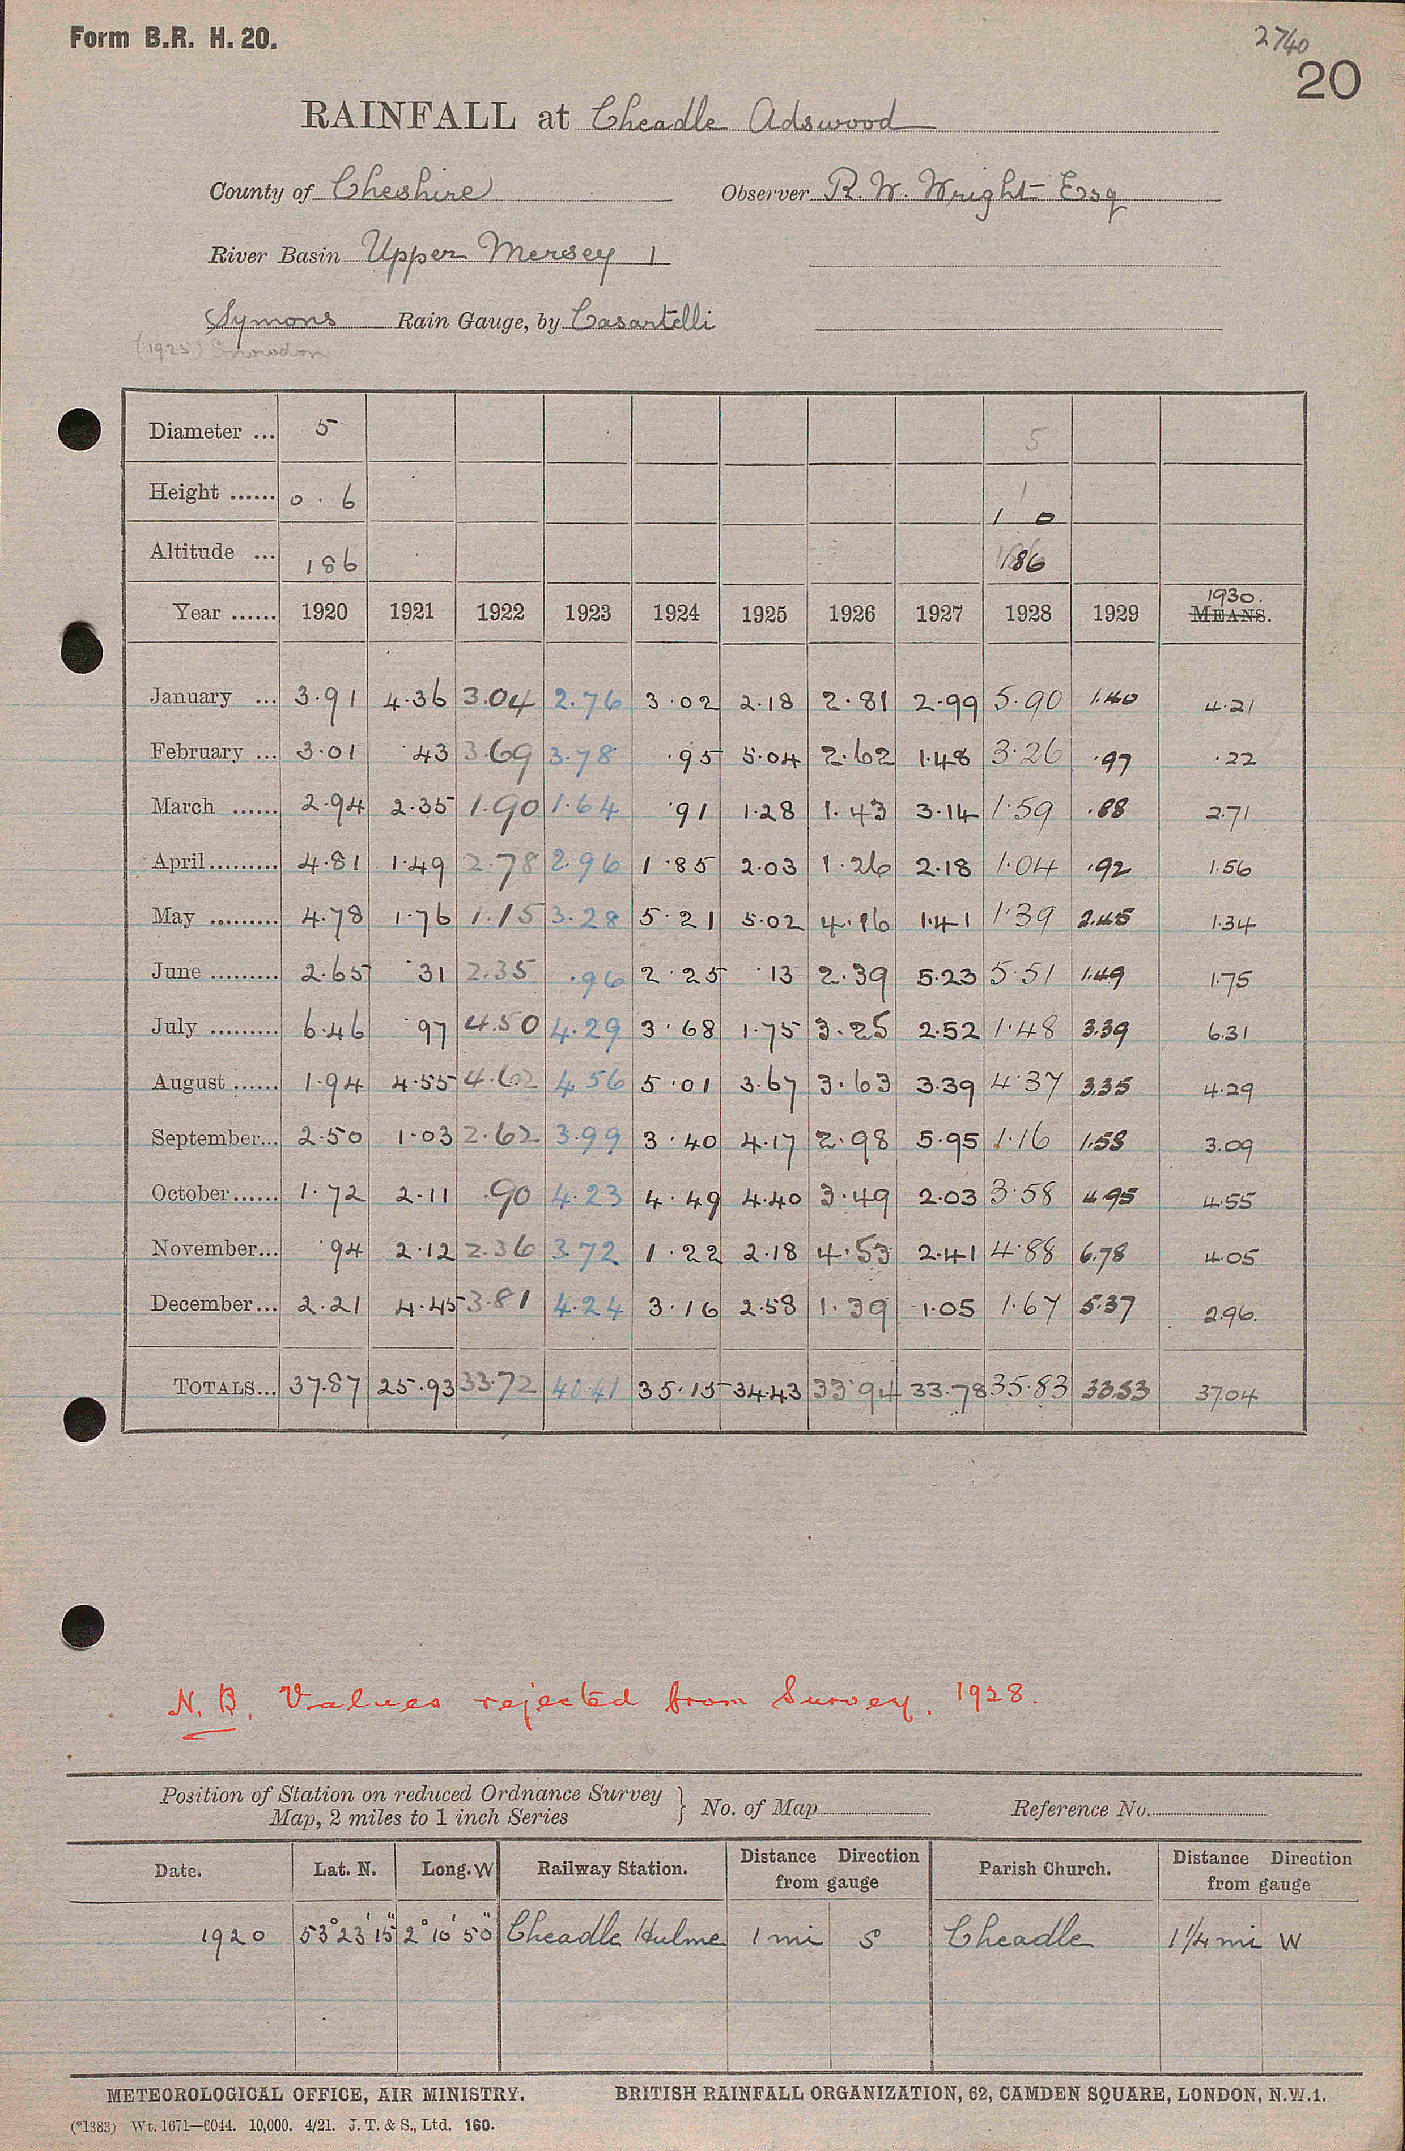 Form B.R. H. 20.
2740
20
RAINFALL at Cheadle Adswood
County of Cheshire Observer R. W. Wright Esq
River Basin Upper Mersey 1
Symons Rain Gauge, by Casartelli
(1925) Snowdon
Diameter ... 5 5
Height ...... 0 . 6 1
1 0
Altitude ... 186 186
1930.
Year ...... 1920 1921 1922 1923 1924 1925 1926 1927 1928 1929 MEANS.
January ... 3.91 4.36 3.04 2.76 3.02 2.18 2.81 2.99 5.90 1.40 4.21
February ... 3.01 .43 3.69 3.78 .95 5.04 2.62 1.48 3.26 .97 .22
March ...... 2.94 2.35 1.90 1.64 .91 1.28 1.43 3.14 1.59 .88 2.71
April ......... 4.81 1.49 2.78 2.96 1.85 2.03 1.26 2.18 1.04 .92 1.56
May ......... 4.78 1.76 1.15 3.28 5.21 5.02 4.16 1.41 1.39 2.45 1.34
June ......... 2.65 .31 2.35 .96 2.25 .13 2.39 5.23 5.51 1.49 1.75
July ......... 6.46 .97 4.50 4.29 3.68 1.75 3.25 2.52 1.48 3.39 6.31
August ...... 1.94 4.55 4.62 4.56 5.01 3.67 3.63 3.39 4.37 3.35 4.29
September... 2.50 1.03 2.62 3.99 3.40 4.17 2.98 5.95 1.16 1.58 3.09
October...... 1.72 2.11 .90 4.23 4.49 4.40 3.49 2.03 3.58 4.95 4.55
November... .94 2.12 2.36 3.72 1.22 2.18 4.53 2.41 4.88 6.78 4.05
December... 2.21 4.45 3.81 4.24 3.16 2.58 1.39 1.05 1.67 5.37 2.96.
TOTALS... 37.87 25.93 33.72 40.41 35.15 34.43 33.94 33.78 35.83 33.53 37.04
N. B. Values rejected from Survey. 1928.
Position of Station on reduced Ordnance Survey
Map, 2 miles to 1 inch Series } No. of Map Reference No.
Date. Lat. N. Long. W Railway Station. Distance Direction from gauge Parish Church. Distance Direction from gauge
1920 53° 23' 15" 2° 10' 50" Cheadle Hulme 1 mi S Cheadle 1 1/4 mi W
METEOROLOGICAL OFFICE, AIR MINISTRY. BRITISH RAINFALL ORGANIZATION, 62, CAMDEN SQUARE, LONDON, N.W.1.
(*1383) Wt. 1671—6044. 10,000. 4/21. J. T. & S., Ltd. 160.